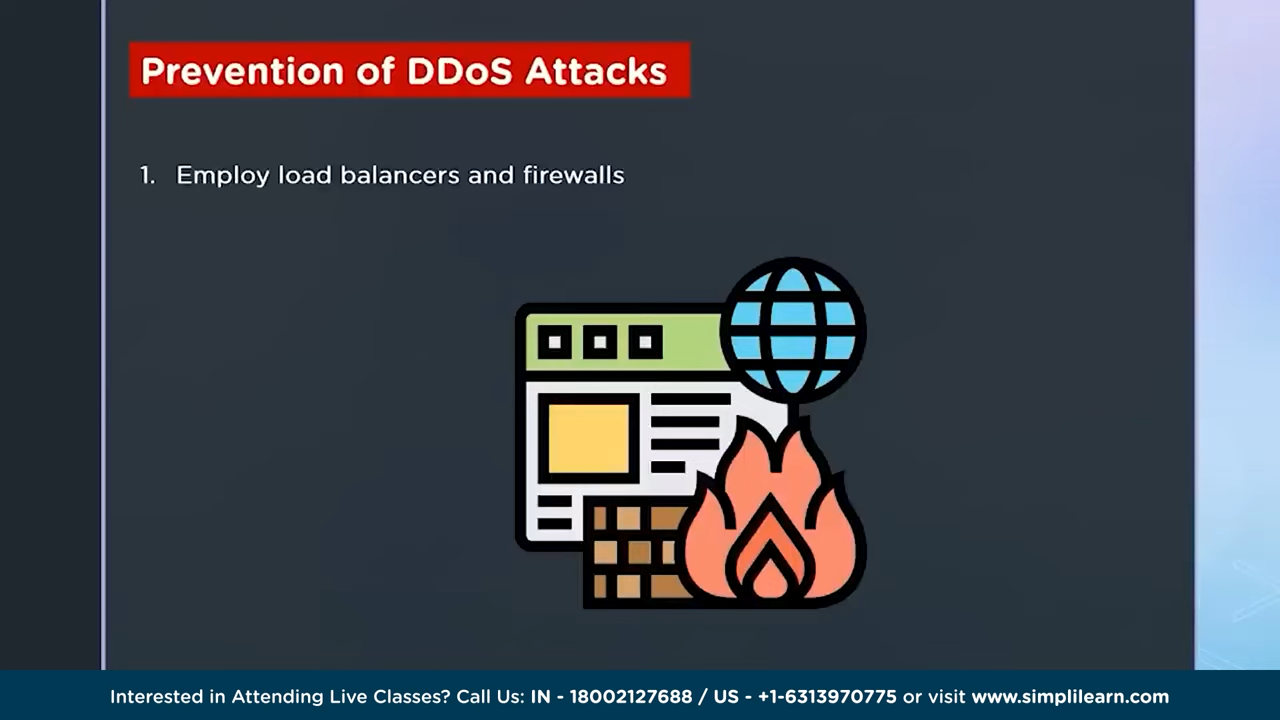 Prevention of DDoS Attacks
1. Employ load balancers and firewalls
Interested in Attending Live Classes? Call Us: IN - 18002127688 / US - +1-6313970775 or visit www.simplilearn.com